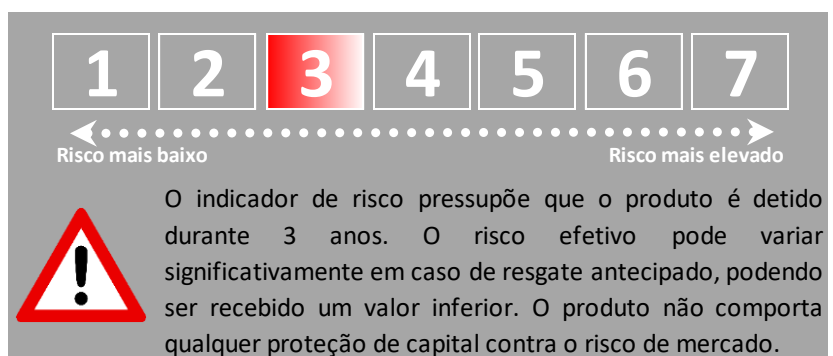 1 2 3 4 5 6 7
Risco mais baixo Risco mais elevado
O indicador de risco pressupõe que o produto é detido
durante 3 anos. O risco efetivo pode variar
significativamente em caso de resgate antecipado, podendo
ser recebido um valor inferior. O produto não comporta
qualquer proteção de capital contra o risco de mercado.